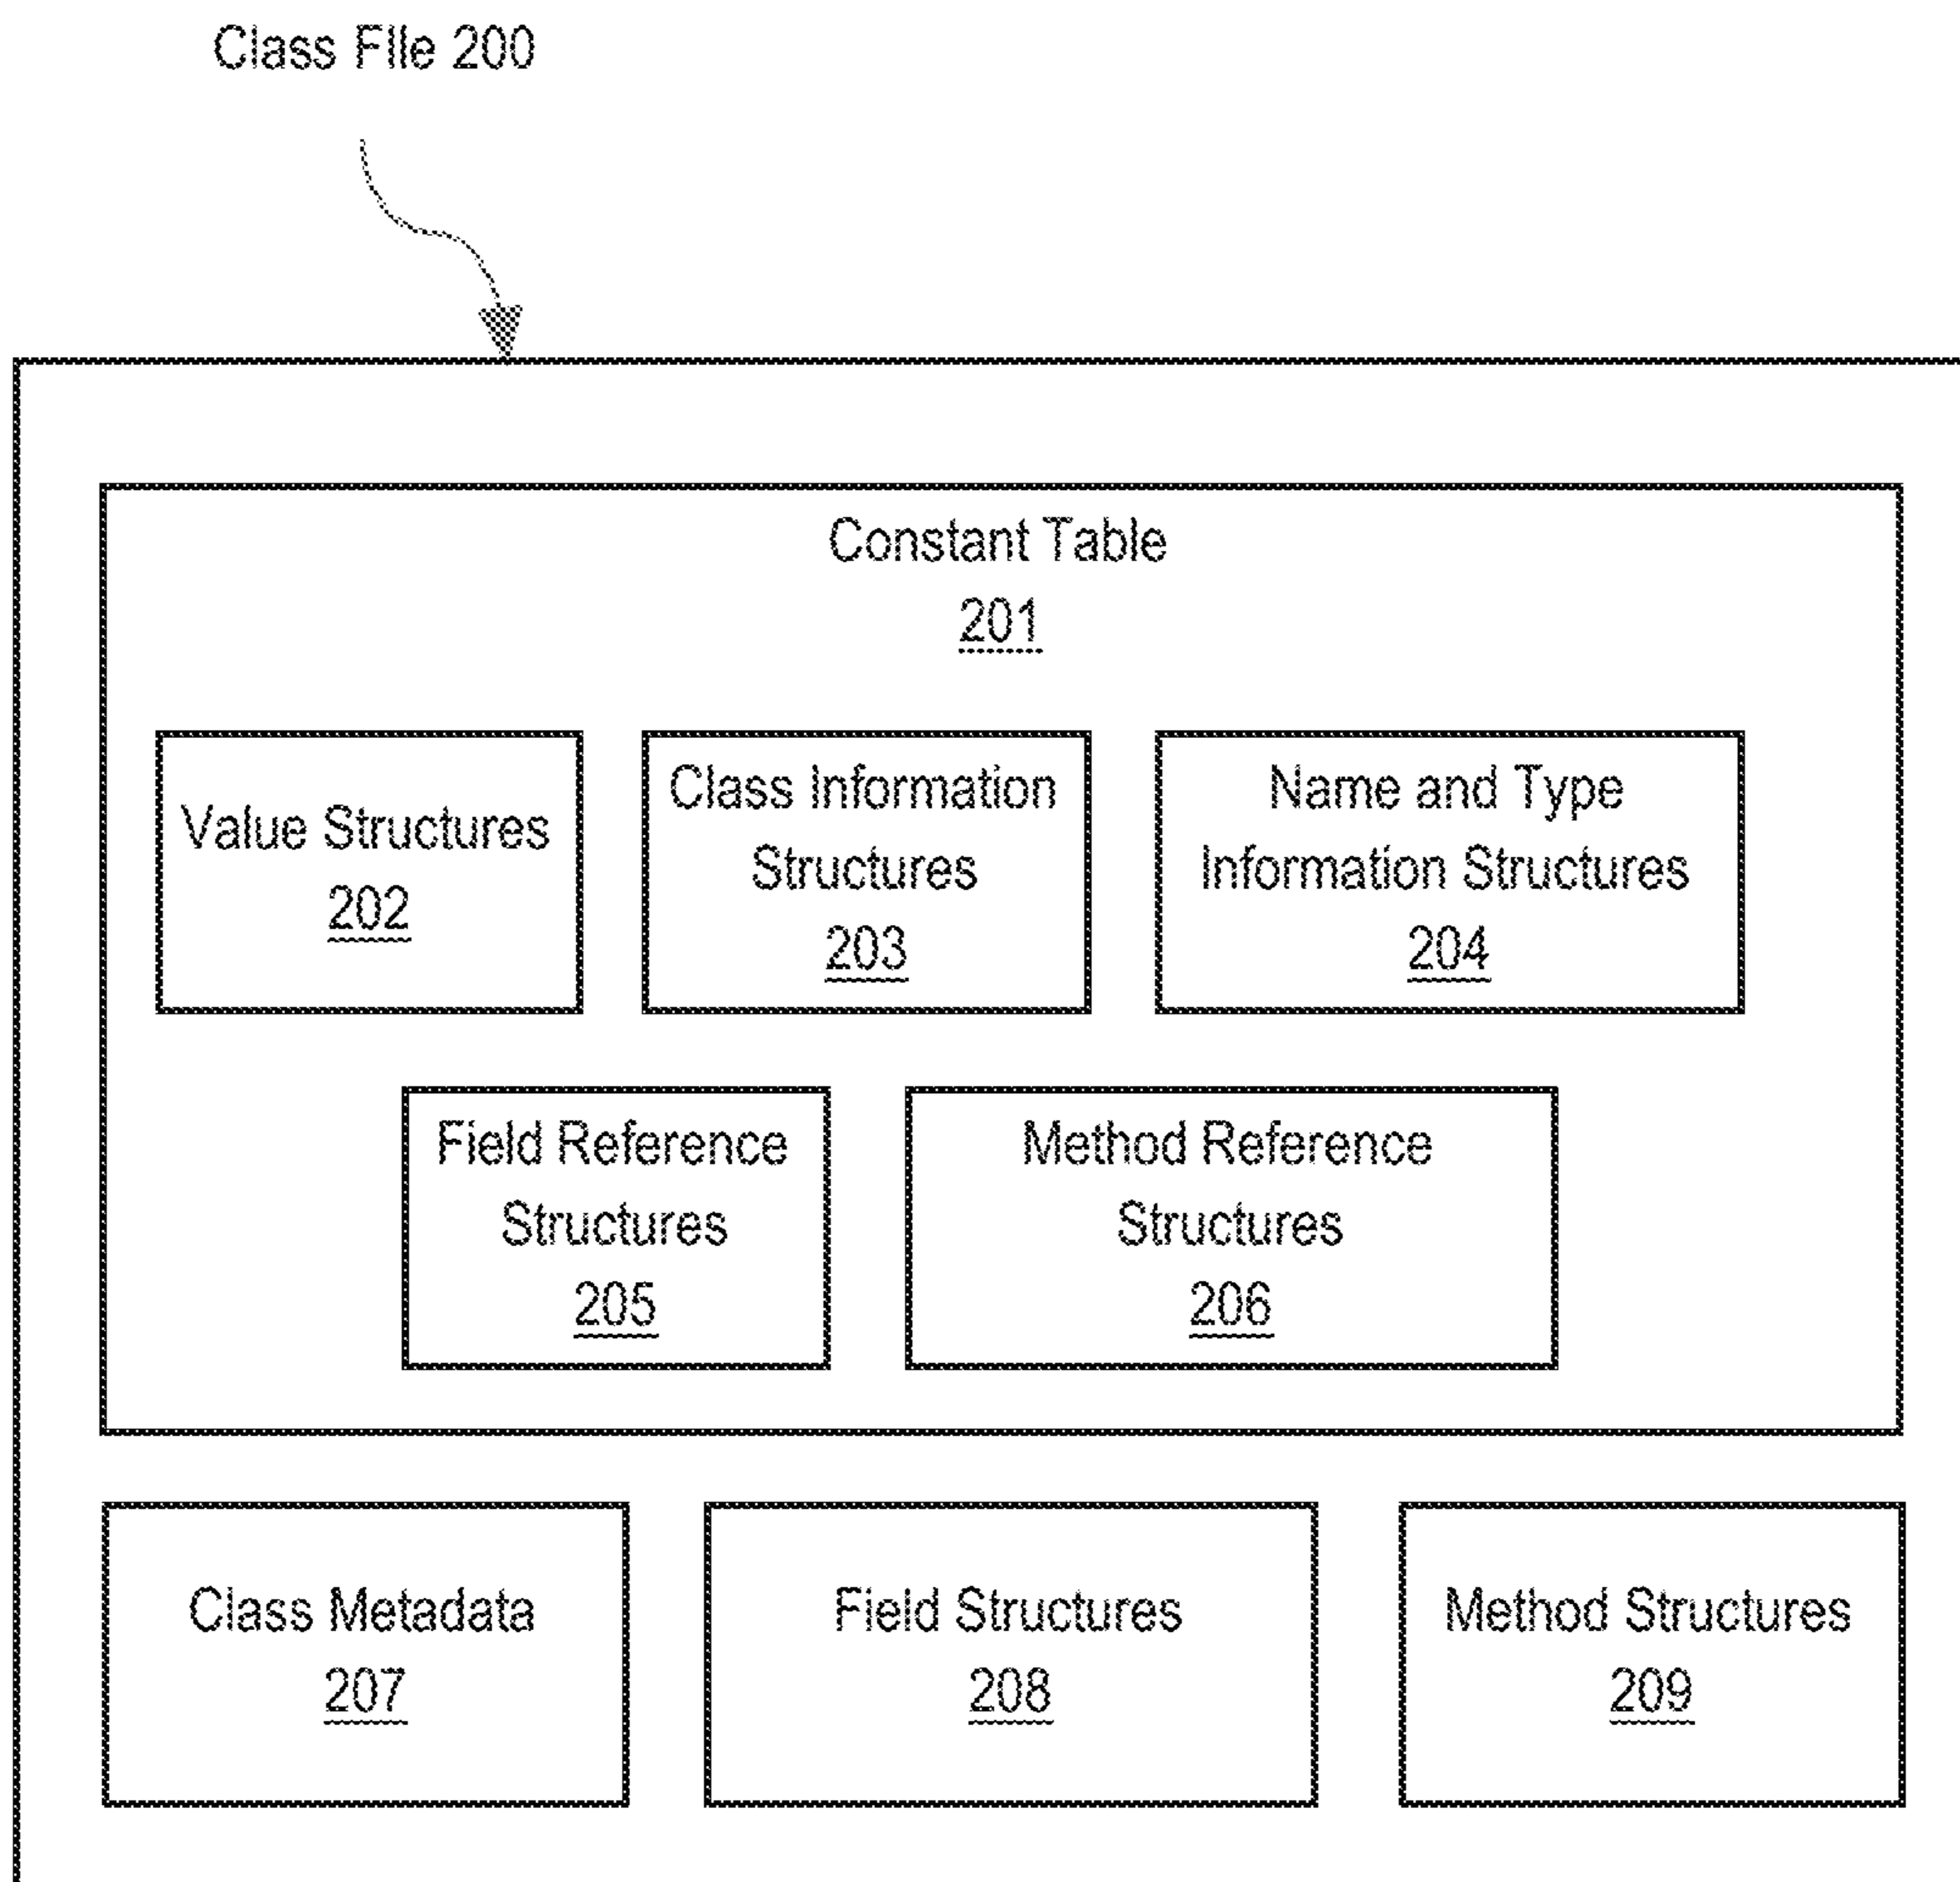 Class File 200
Constant Table
201
Value Structures
202
Class Information
Structures
203
Name and Type
Information Structures
204
Field Reference
Structures
205
Method Reference
Structures
206
Class Metadata
207
Field Structures
208
Method Structures
209